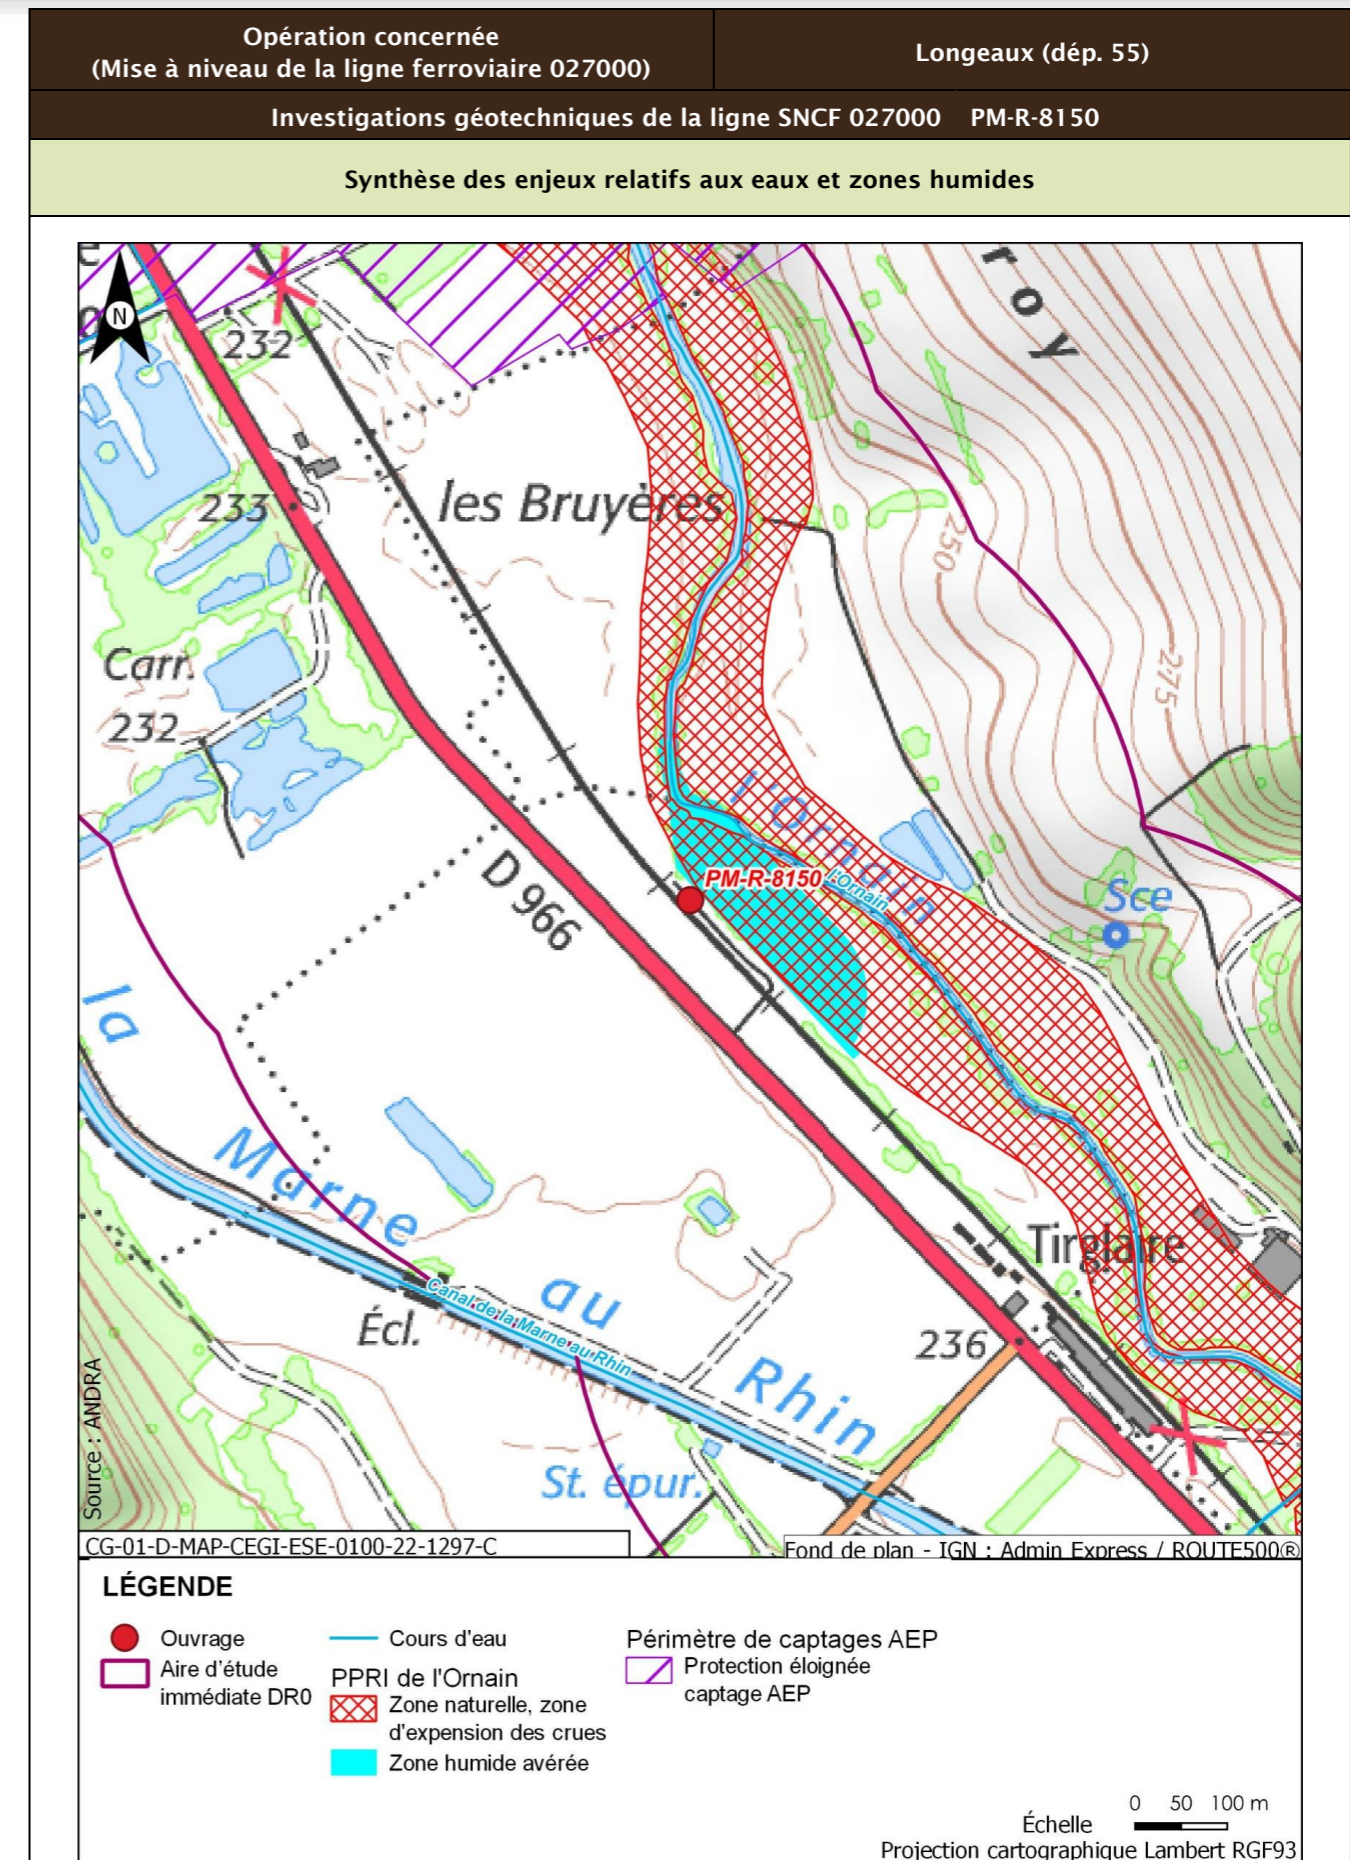 Opération concernée
(Mise à niveau de la ligne ferroviaire 027000)
Longeaux (dép. 55)
Investigations géotechniques de la ligne SNCF 027000 PM-R-8150
Synthèse des enjeux relatifs aux eaux et zones humides
N
roy
232
les Bruyères
233
250
Carr.
275
232
l'Ornain
PM-R-8150
l'Ornain
D 966
Sce
la
Marne
Tirglaire
au
Canal de la Marne au Rhin
Écl.
236
Rhin
St. épur.
Source : ANDRA
CG-01-D-MAP-CEGI-ESE-0100-22-1297-C
Fond de plan - IGN : Admin Express / ROUTE500®
LÉGENDE
Ouvrage
Aire d'étude
immédiate DR0
Cours d'eau
PPRI de l'Ornain
Zone naturelle, zone
d'expension des crues
Zone humide avérée
Périmètre de captages AEP
Protection éloignée
captage AEP
0 50 100 m
Échelle
Projection cartographique Lambert RGF93